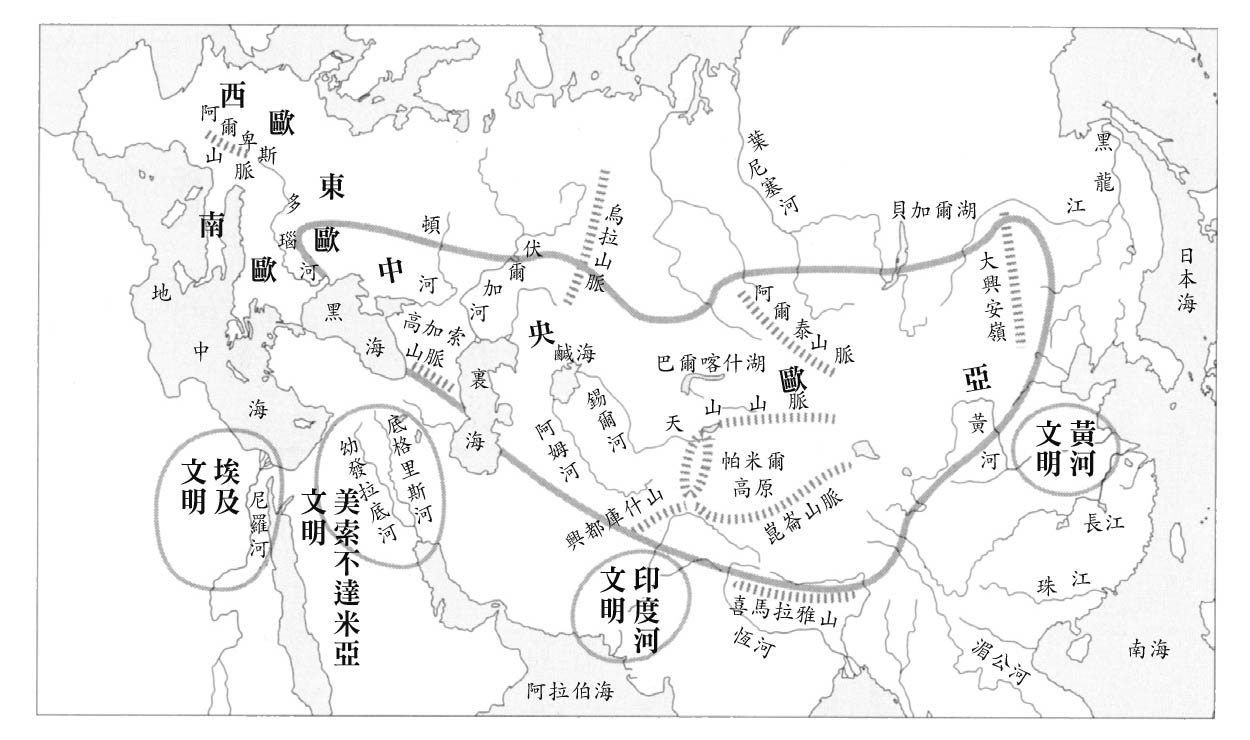 西歐
阿爾卑斯
山脈
東歐
南歐
多瑙河
中央歐亞
頓河
伏爾加河
烏拉山脈
葉尼塞河
貝加爾湖
黑龍江
大興安嶺
日本海
地中海
黑海
高加索
山脈
裏海
鹹海
巴爾喀什湖
阿爾泰山脈
天山山脈
錫爾河
阿姆河
帕米爾
高原
興都庫什山
崑崙山脈
黃河
黃河
文明
埃及
文明
尼羅河
幼發拉底河
底格里斯河
美索不達米亞
文明
印度河
文明
喜馬拉雅山
恆河
長江
珠江
湄公河
南海
阿拉伯海